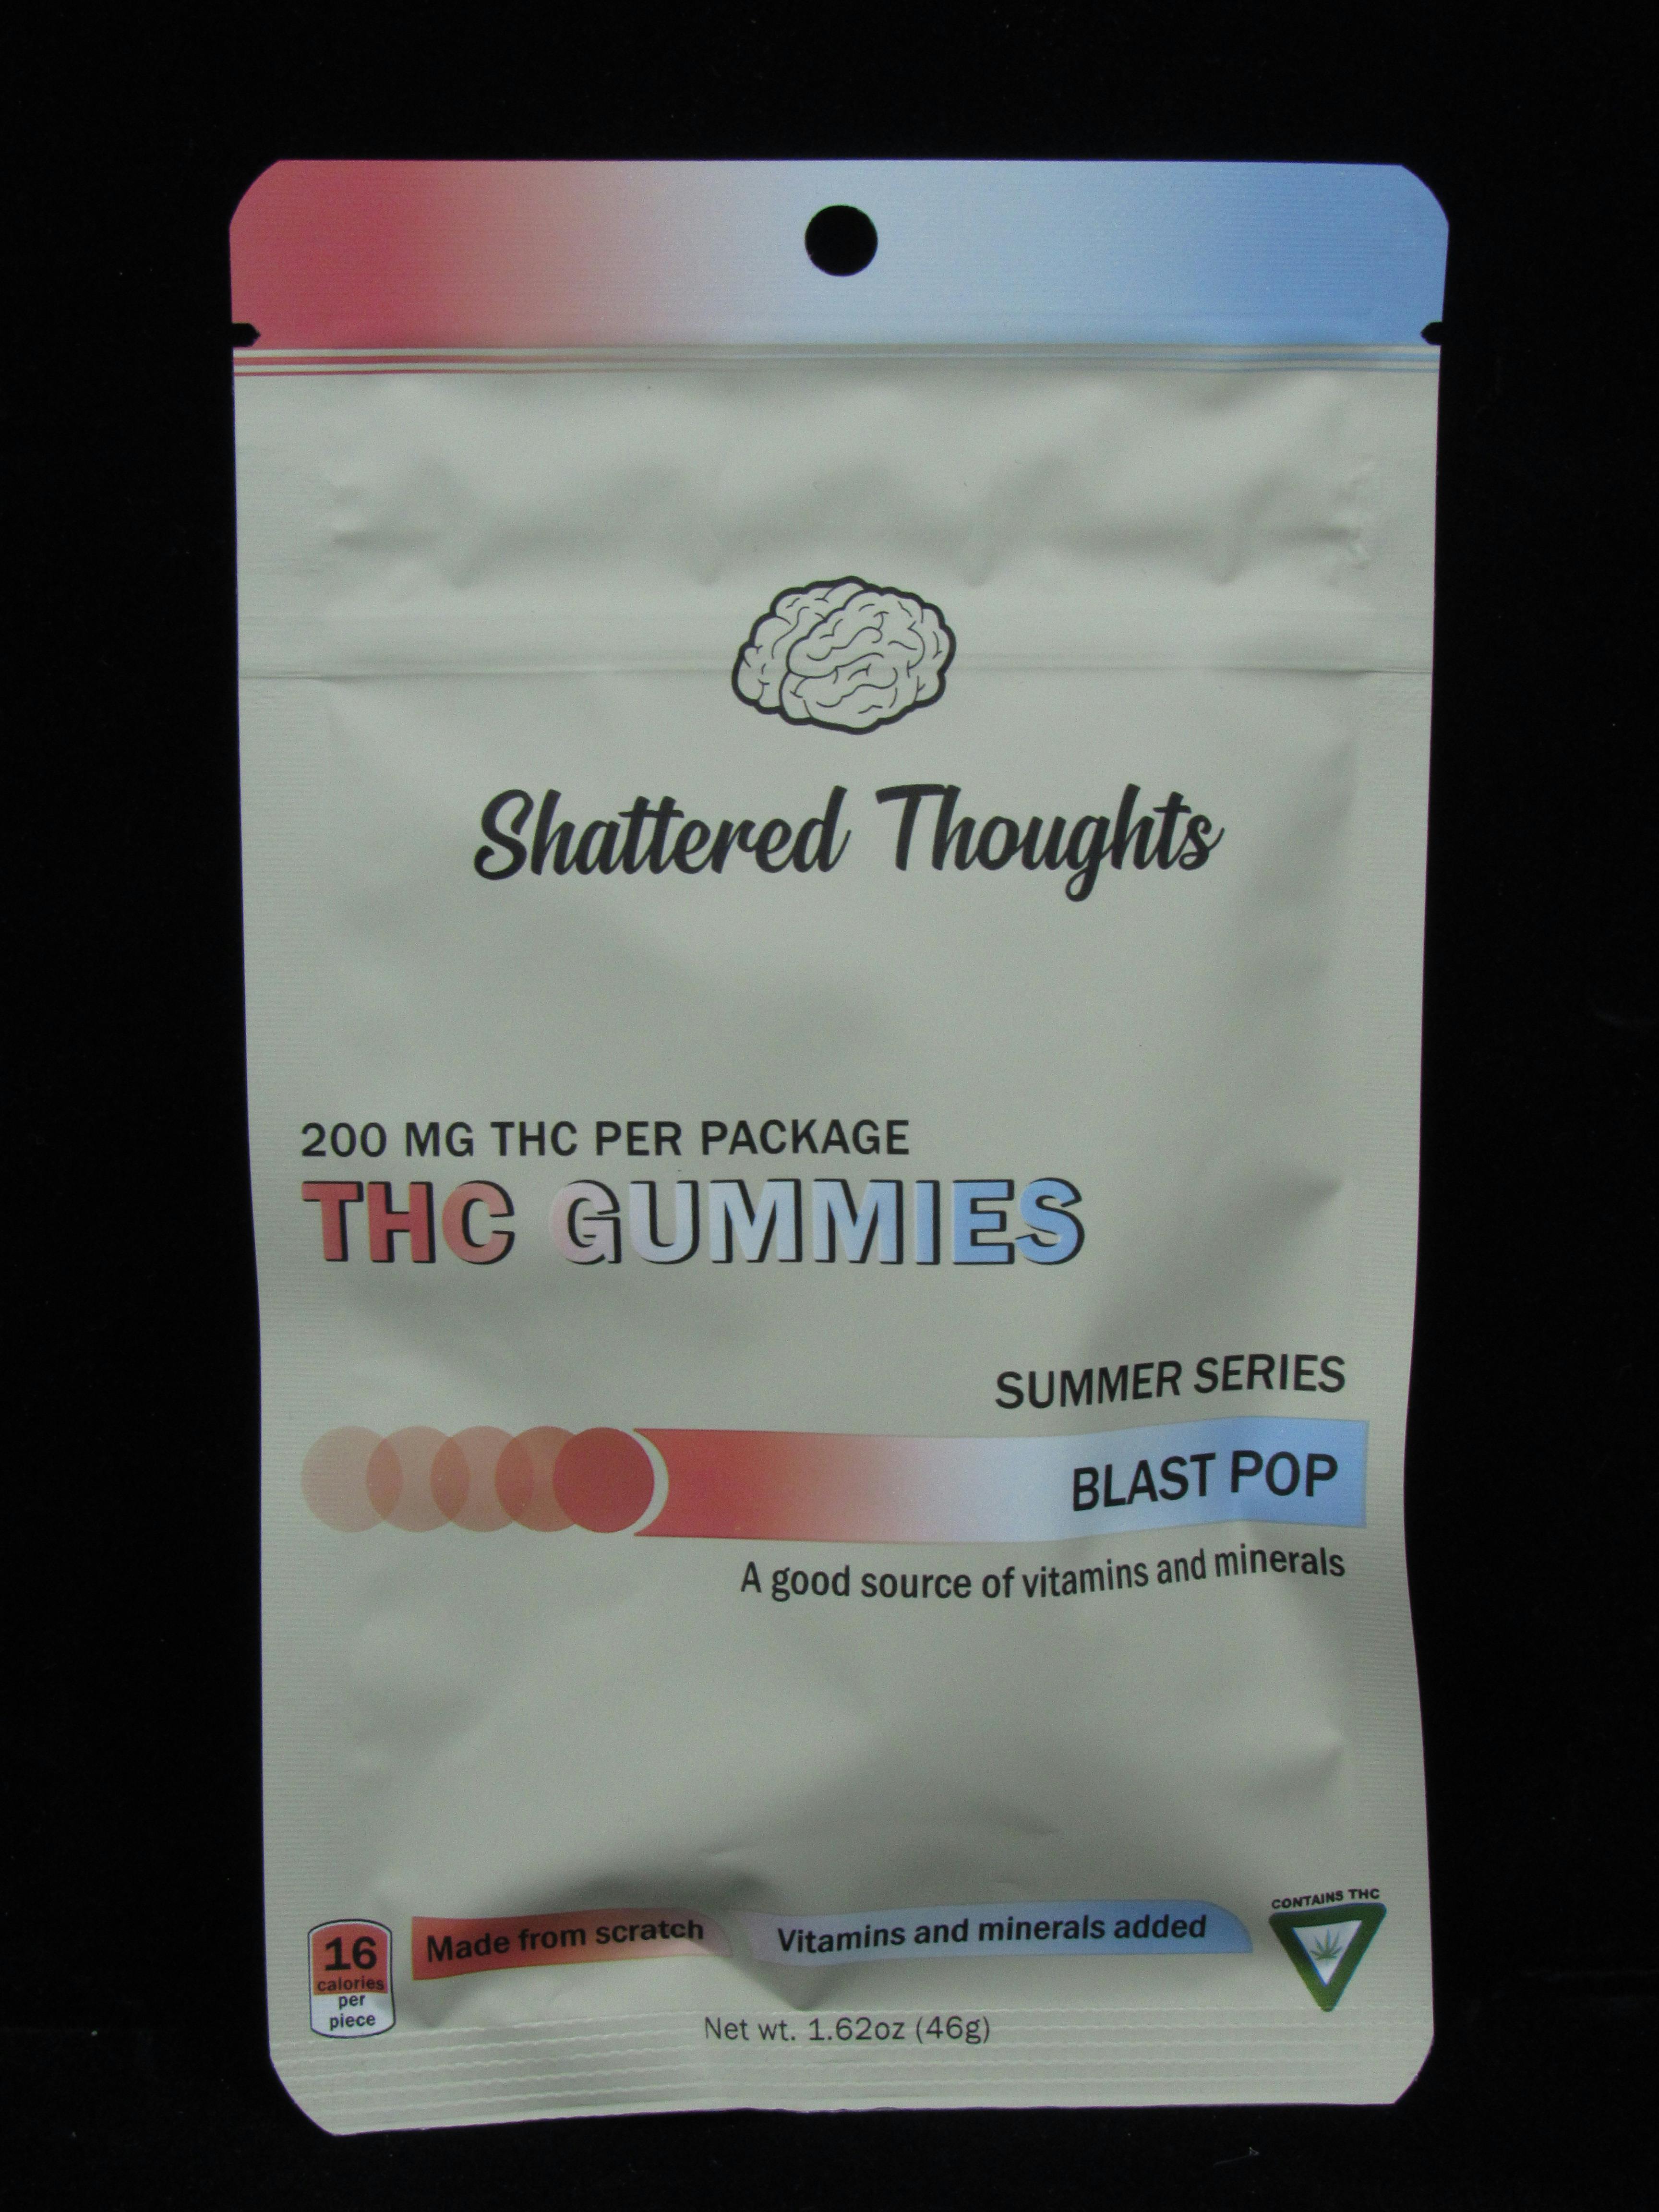 Shattered Thoughts
200 MG THC PER PACKAGE
THC GUMMIES
SUMMER SERIES
BLAST POP
A good source of vitamins and minerals
16
calories
per
piece
Made from scratch
Vitamins and minerals added
CONTAINS THC
Net wt. 1.62oz (46g)